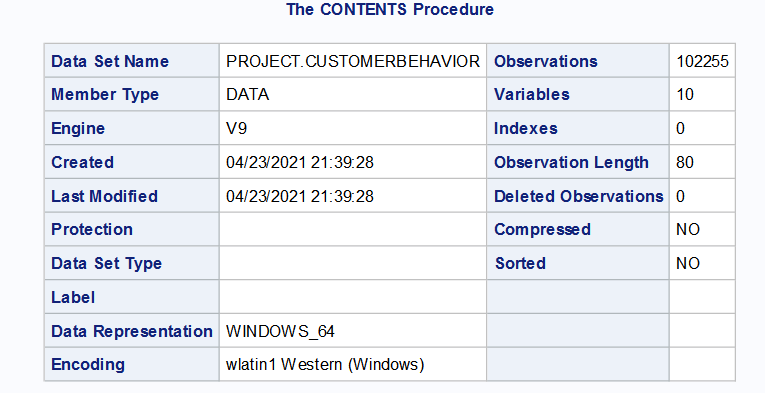 The CONTENTS Procedure
Data Set Name PROJECT.CUSTOMERBEHAVIOR Observations 102255
Member Type DATA Variables 10
Engine V9 Indexes 0
Created 04/23/2021 21:39:28 Observation Length 80
Last Modified 04/23/2021 21:39:28 Deleted Observations 0
Protection Compressed NO
Data Set Type Sorted NO
Label
Data Representation WINDOWS_64
Encoding wlatin1 Western (Windows)